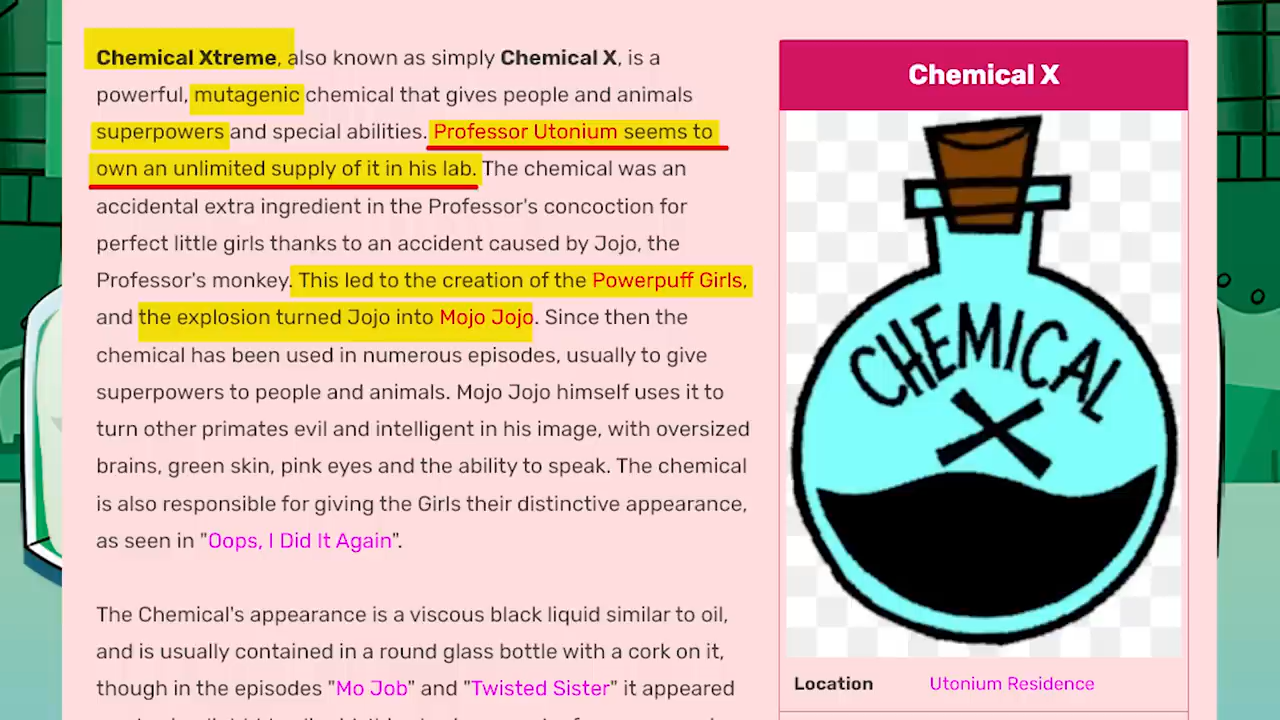 Chemical Xtreme, also known as simply Chemical X, is a
powerful, mutagenic chemical that gives people and animals
superpowers and special abilities. Professor Utonium seems to
own an unlimited supply of it in his lab. The chemical was an
accidental extra ingredient in the Professor's concoction for
perfect little girls thanks to an accident caused by Jojo, the
Professor's monkey. This led to the creation of the Powerpuff Girls,
and the explosion turned Jojo into Mojo Jojo. Since then the
chemical has been used in numerous episodes, usually to give
superpowers to people and animals. Mojo Jojo himself uses it to
turn other primates evil and intelligent in his image, with oversized
brains, green skin, pink eyes and the ability to speak. The chemical
is also responsible for giving the Girls their distinctive appearance,
as seen in "Oops, I Did It Again".
The Chemical's appearance is a viscous black liquid similar to oil,
and is usually contained in a round glass bottle with a cork on it,
though in the episodes "Mo Job" and "Twisted Sister" it appeared
Chemical X
CHEMICAL
X
Location Utonium Residence